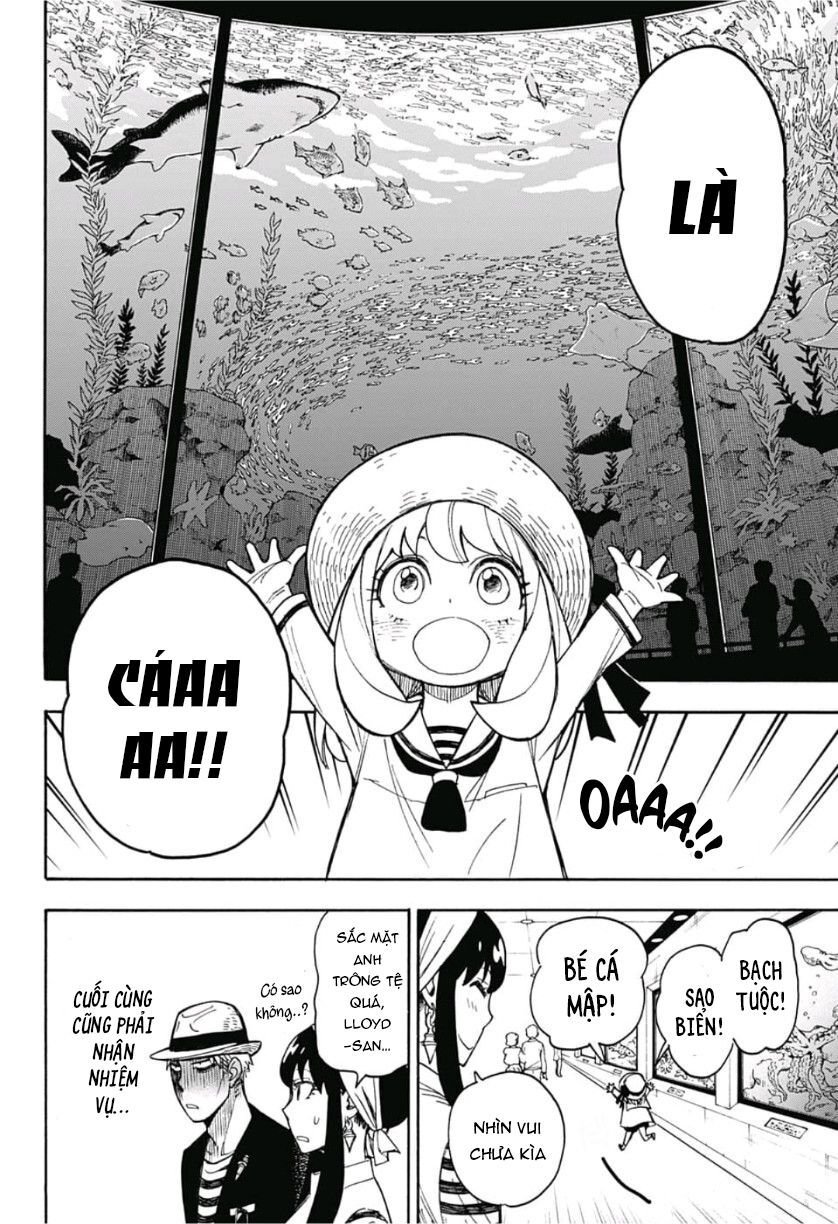 LÀ
CÁAA
AA!!
OAAA!!
BẠCH
TUỘC!
SAO
BIỂN!
BÉ CÁ
MẬP!
NHÌN VUI
CHƯA KÌA
SẮC MẶT
ANH
TRÔNG TỆ
QUÁ,
LLOYD
-SAN...
Có sao
không..?
CUỐI CÙNG
CŨNG PHẢI
NHẬN
NHIỆM
VỤ...